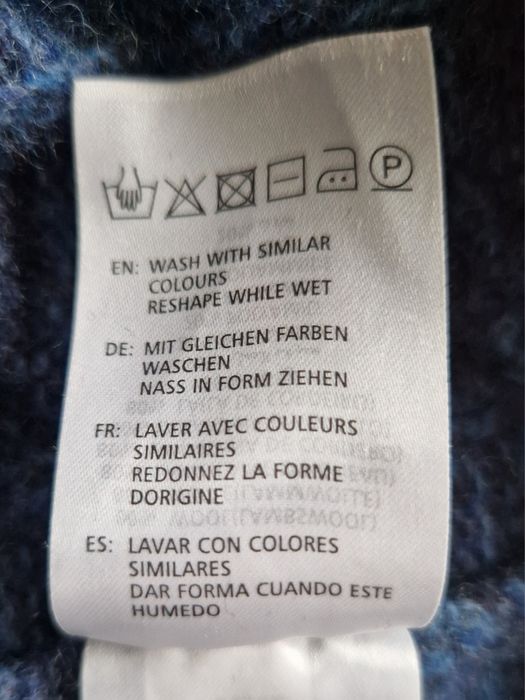 P
EN: WASH WITH SIMILAR
COLOURS
RESHAPE WHILE WET
DE: MIT GLEICHEN FARBEN
WASCHEN
NASS IN FORM ZIEHEN
FR: LAVER AVEC COULEURS
SIMILAIRES
REDONNEZ LA FORME
DORIGINE
ES: LAVAR CON COLORES
SIMILARES
DAR FORMA CUANDO ESTE
HUMEDO